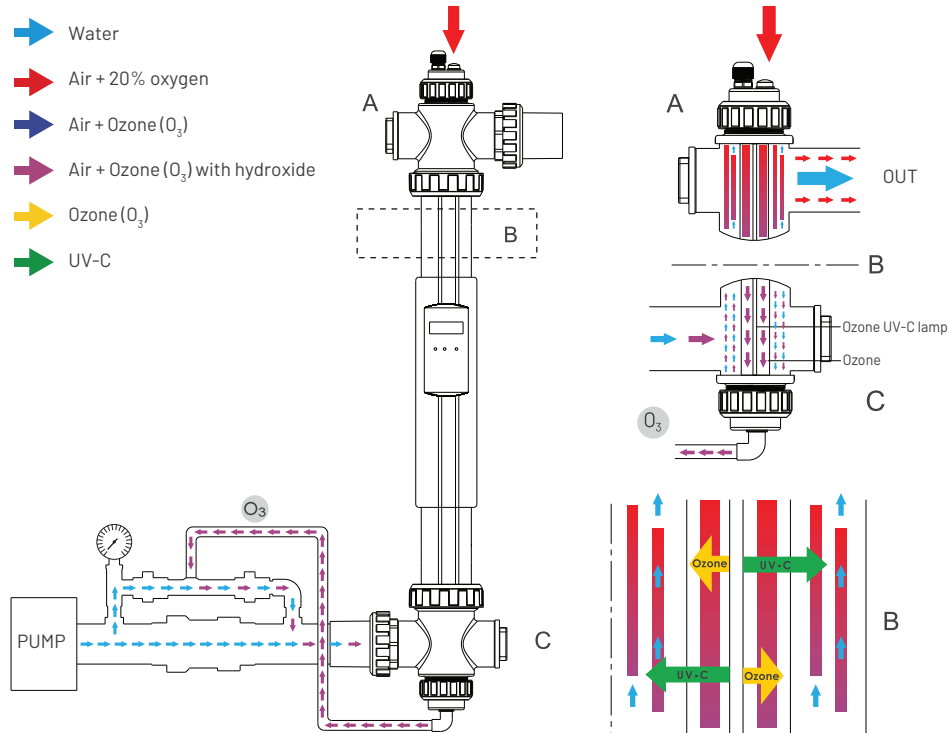 Water
Air + 20% oxygen
Air + Ozone (O₃)
Air + Ozone (O₃) with hydroxide
Ozone (O₃)
UV-C
A
B
C
O₃
PUMP
A
OUT
B
Ozone UV-C lamp
Ozone
C
O₃
Ozone
UV-C
B
UV-C
Ozone